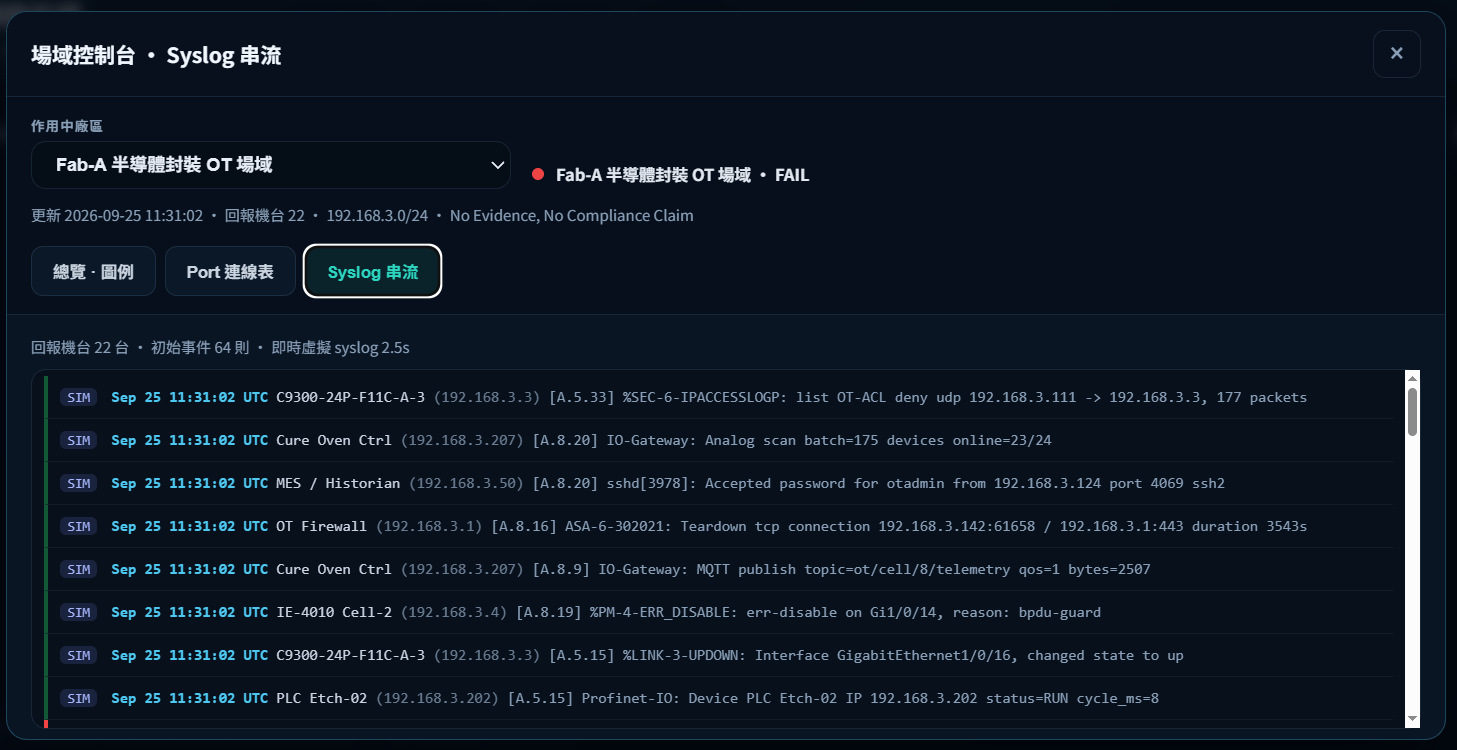 場域控制台 • Syslog 串流
×
作用中廠區
Fab-A 半導體封裝 OT 場域
Fab-A 半導體封裝 OT 場域 • FAIL
更新 2026-09-25 11:31:02 • 回報機台 22 • 192.168.3.0/24 • No Evidence, No Compliance Claim
總覽 · 圖例
Port 連線表
Syslog 串流
回報機台 22 台 • 初始事件 64 則 • 即時虛擬 syslog 2.5s
SIM Sep 25 11:31:02 UTC C9300-24P-F11C-A-3 (192.168.3.3) [A.5.33] %SEC-6-IPACCESSLOGP: list OT-ACL deny udp 192.168.3.111 -> 192.168.3.3, 177 packets
SIM Sep 25 11:31:02 UTC Cure Oven Ctrl (192.168.3.207) [A.8.20] IO-Gateway: Analog scan batch=175 devices online=23/24
SIM Sep 25 11:31:02 UTC MES / Historian (192.168.3.50) [A.8.20] sshd[3978]: Accepted password for otadmin from 192.168.3.124 port 4069 ssh2
SIM Sep 25 11:31:02 UTC OT Firewall (192.168.3.1) [A.8.16] ASA-6-302021: Teardown tcp connection 192.168.3.142:61658 / 192.168.3.1:443 duration 3543s
SIM Sep 25 11:31:02 UTC Cure Oven Ctrl (192.168.3.207) [A.8.9] IO-Gateway: MQTT publish topic=ot/cell/8/telemetry qos=1 bytes=2507
SIM Sep 25 11:31:02 UTC IE-4010 Cell-2 (192.168.3.4) [A.8.19] %PM-4-ERR_DISABLE: err-disable on Gi1/0/14, reason: bpdu-guard
SIM Sep 25 11:31:02 UTC C9300-24P-F11C-A-3 (192.168.3.3) [A.5.15] %LINK-3-UPDOWN: Interface GigabitEthernet1/0/16, changed state to up
SIM Sep 25 11:31:02 UTC PLC Etch-02 (192.168.3.202) [A.5.15] Profinet-IO: Device PLC Etch-02 IP 192.168.3.202 status=RUN cycle_ms=8